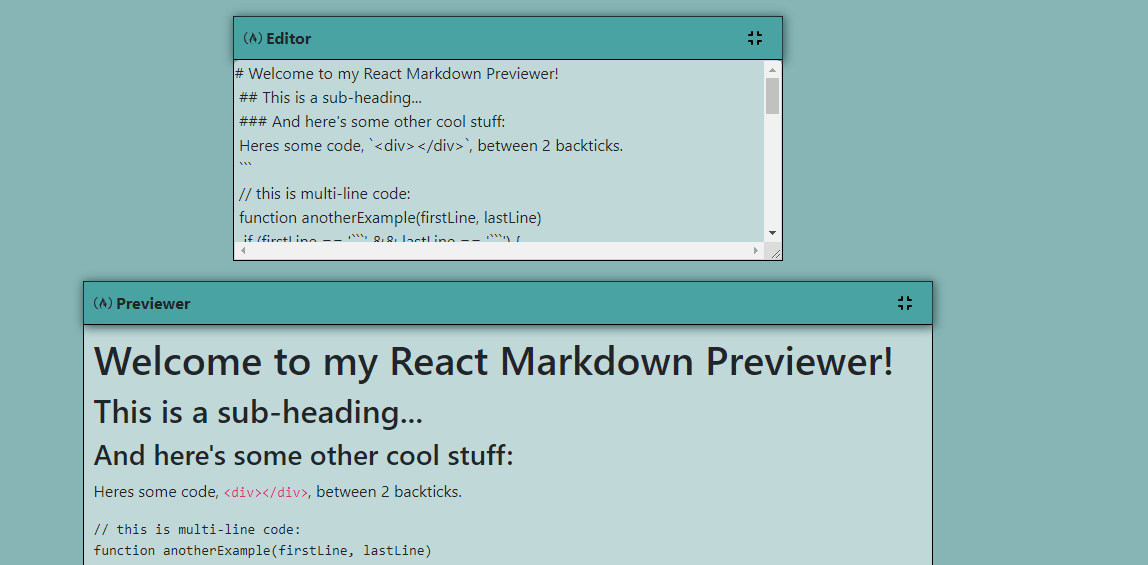 Editor
# Welcome to my React Markdown Previewer!
## This is a sub-heading...
### And here's some other cool stuff:
Heres some code, `<div></div>`, between 2 backticks.
```
// this is multi-line code:
function anotherExample(firstLine, lastLine)
if (firstLine == '```' && lastLine == '```') {
Previewer
Welcome to my React Markdown Previewer!
This is a sub-heading...
And here's some other cool stuff:
Heres some code, <div></div>, between 2 backticks.
// this is multi-line code:
function anotherExample(firstLine, lastLine)